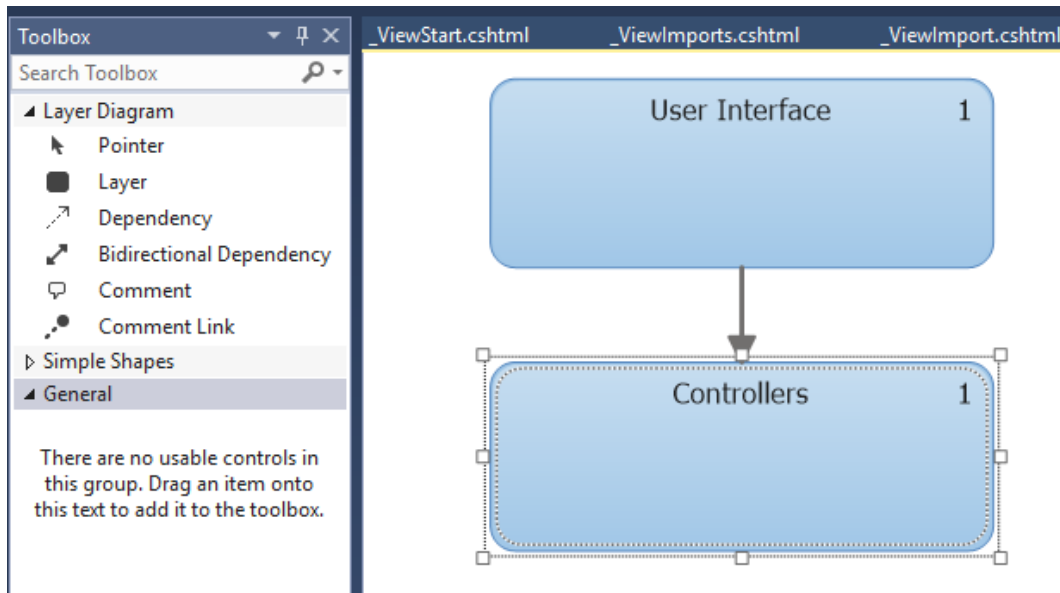 Toolbox
Search Toolbox
Layer Diagram
Pointer
Layer
Dependency
Bidirectional Dependency
Comment
Comment Link
Simple Shapes
General
There are no usable controls in
this group. Drag an item onto
this text to add it to the toolbox.
_ViewStart.cshtml _ViewImports.cshtml _ViewImport.cshtml
User Interface 1
Controllers 1